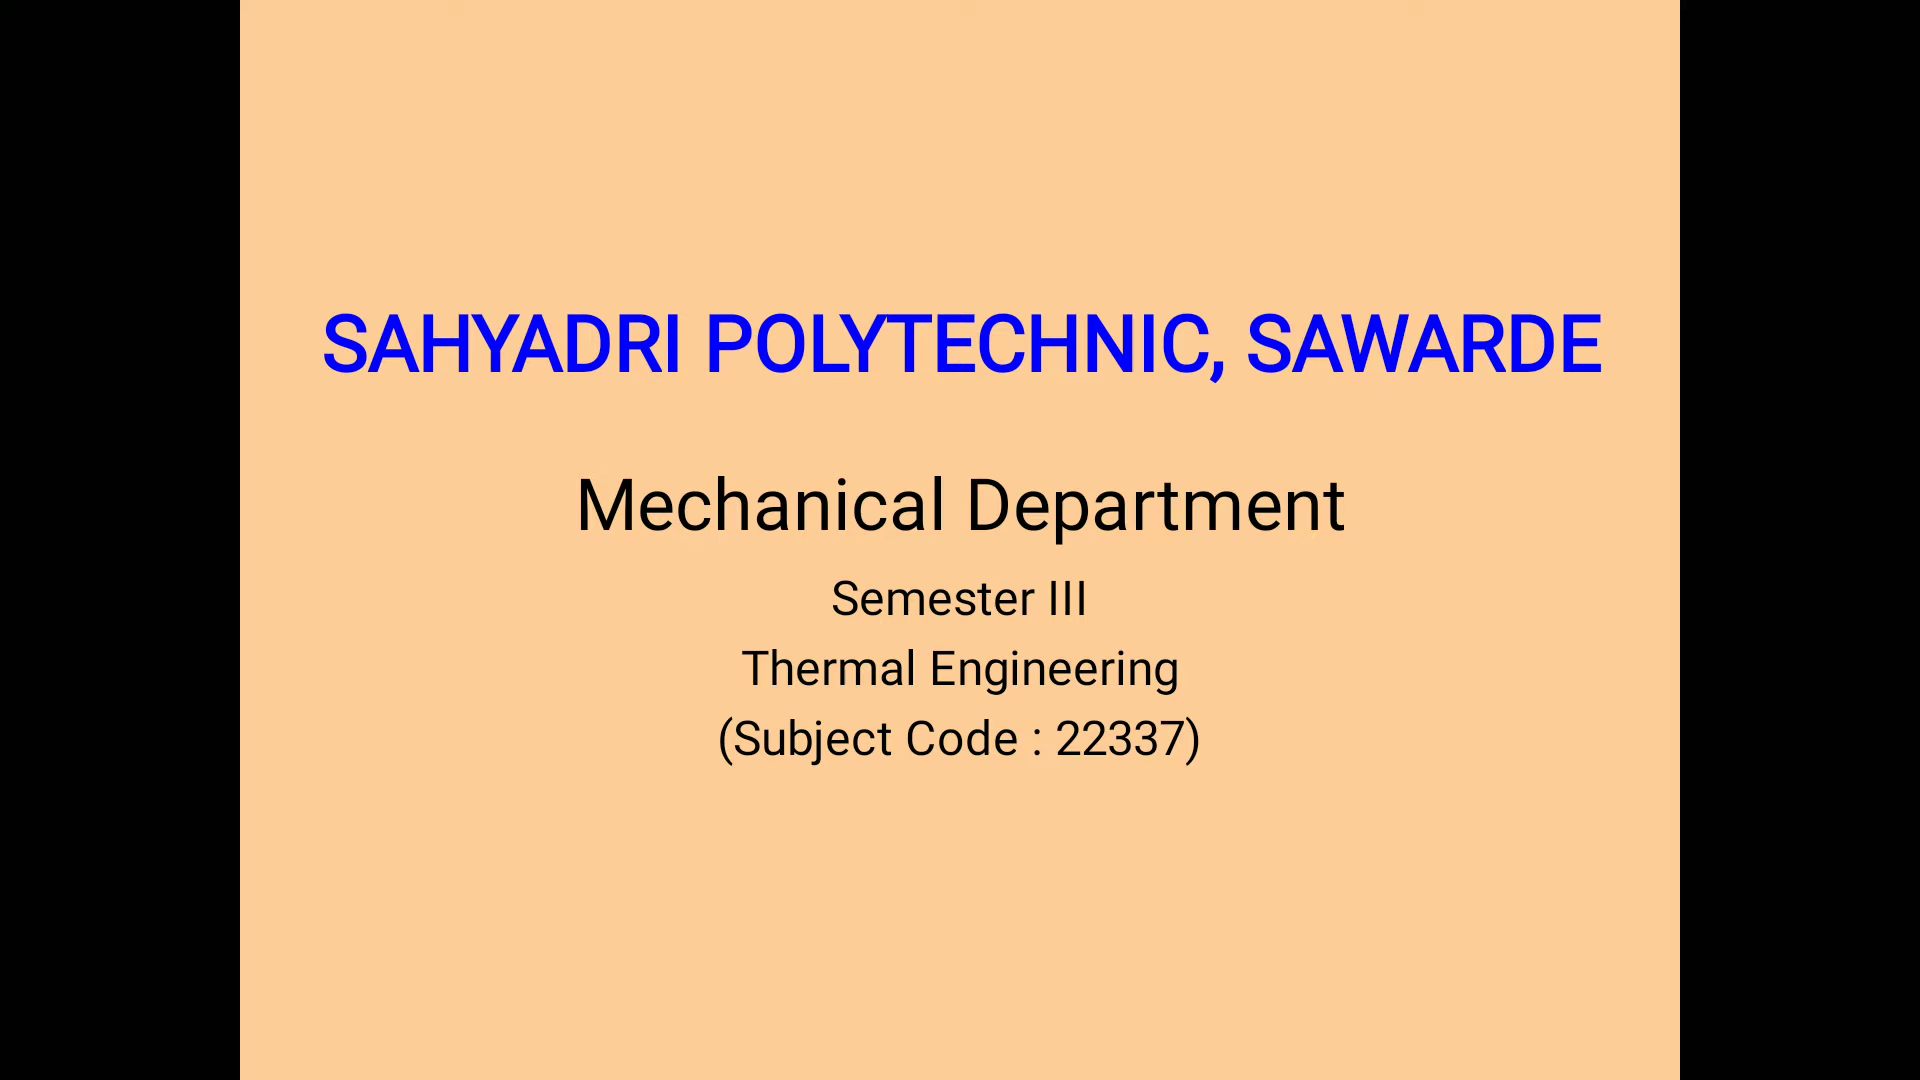 SAHYADRI POLYTECHNIC, SAWARDE
Mechanical Department
Semester III
Thermal Engineering
(Subject Code : 22337)